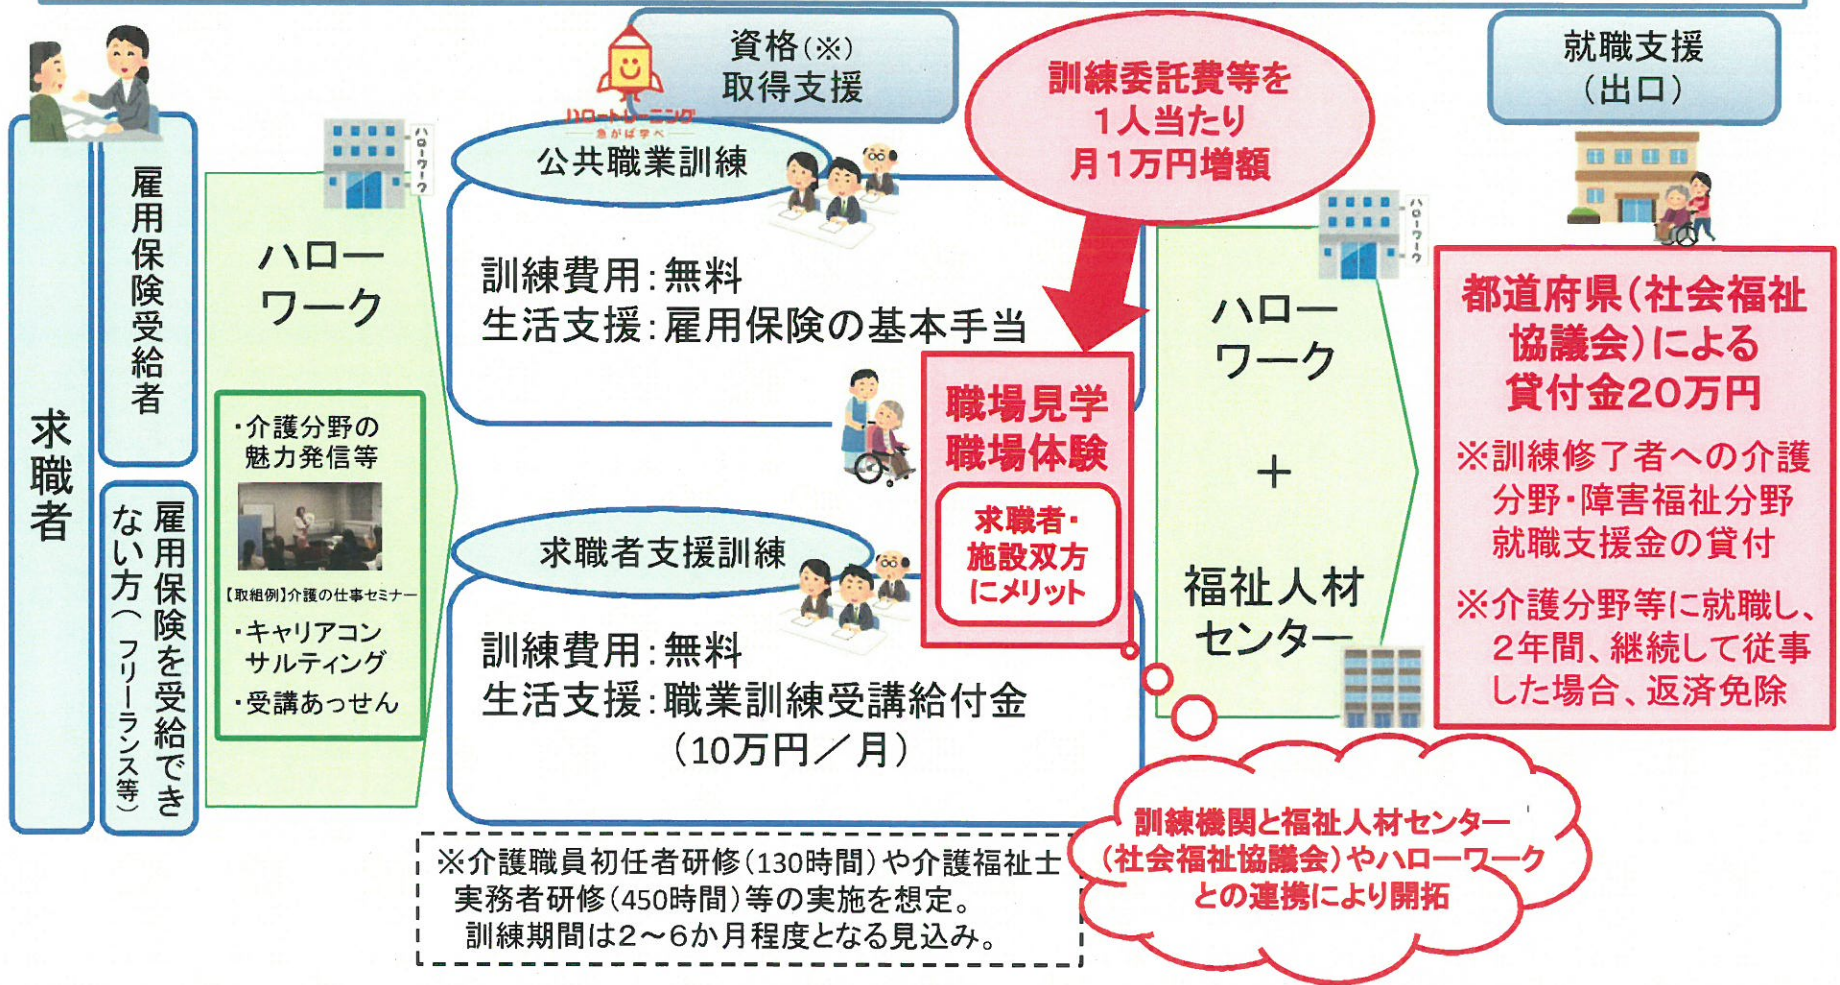 求職者
雇用保険受給者
雇用保険を受給でき
ない方(フリーランス等)
ハローワーク
ハロー
ワーク
・介護分野の
魅力発信等
【取組例】介護の仕事セミナー
・キャリアコン
サルティング
・受講あっせん
資格(※)
取得支援
ハロートレーニング
急がば学べ
公共職業訓練
訓練費用:無料
生活支援:雇用保険の基本手当
求職者支援訓練
訓練費用:無料
生活支援:職業訓練受講給付金
(10万円/月)
※介護職員初任者研修(130時間)や介護福祉士
実務者研修(450時間)等の実施を想定。
訓練期間は2~6か月程度となる見込み。
訓練委託費等を
1人当たり
月1万円増額
職場見学
職場体験
求職者・
施設双方
にメリット
ハローワーク
ハロー
ワーク
+
福祉人材
センター
訓練機関と福祉人材センター
(社会福祉協議会)やハローワーク
との連携により開拓
就職支援
(出口)
都道府県(社会福祉
協議会)による
貸付金20万円
※訓練修了者への介護
分野・障害福祉分野
就職支援金の貸付
※介護分野等に就職し、
2年間、継続して従事
した場合、返済免除